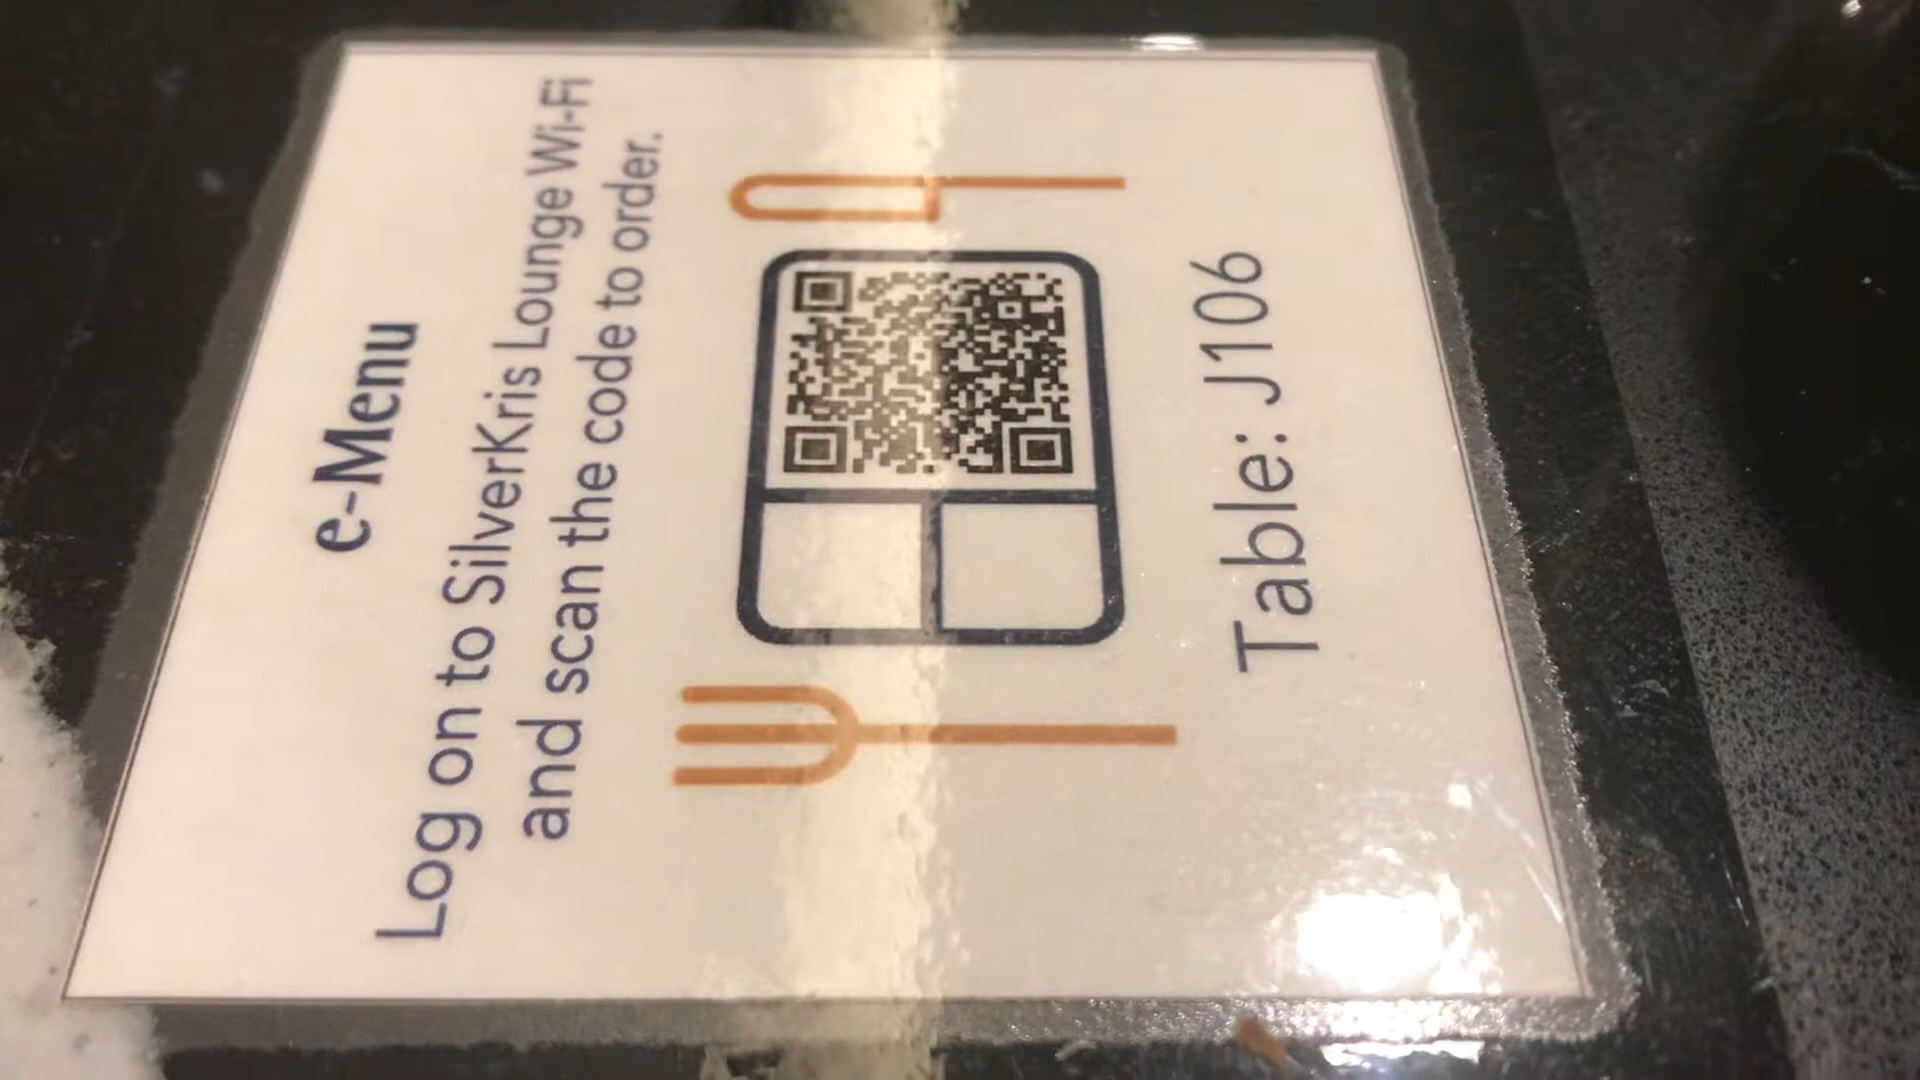 e-Menu
Log on to SilverKris Lounge Wi-Fi
and scan the code to order.
Table: J106